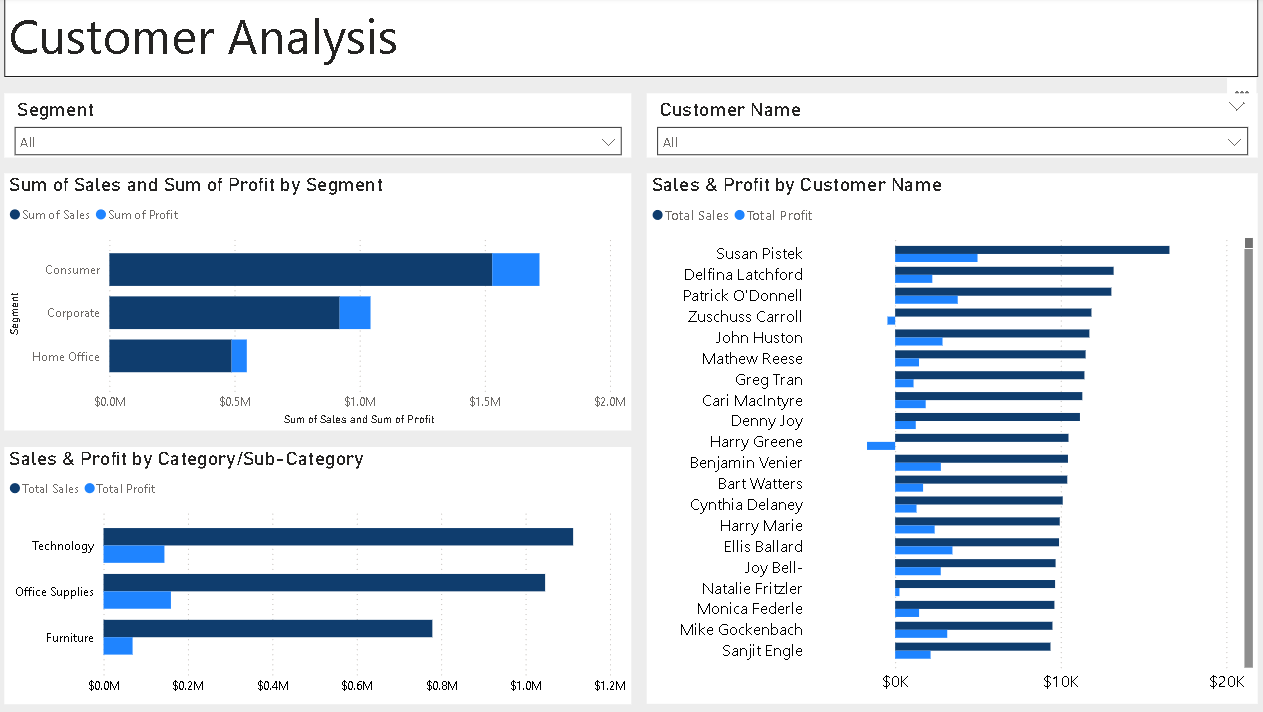 Customer Analysis
Segment
All
Customer Name
All
Sum of Sales and Sum of Profit by Segment
Sum of Sales Sum of Profit
Segment
Consumer
Corporate
Home Office
$0.0M $0.5M $1.0M $1.5M $2.0M
Sum of Sales and Sum of Profit
Sales & Profit by Category/Sub-Category
Total Sales Total Profit
Technology
Office Supplies
Furniture
$0.0M $0.2M $0.4M $0.6M $0.8M $1.0M $1.2M
Sales & Profit by Customer Name
Total Sales Total Profit
Susan Pistek
Delfina Latchford
Patrick O'Donnell
Zuschuss Carroll
John Huston
Mathew Reese
Greg Tran
Cari MacIntyre
Denny Joy
Harry Greene
Benjamin Venier
Bart Watters
Cynthia Delaney
Harry Marie
Ellis Ballard
Joy Bell-
Natalie Fritzler
Monica Federle
Mike Gockenbach
Sanjit Engle
$0K $10K $20K